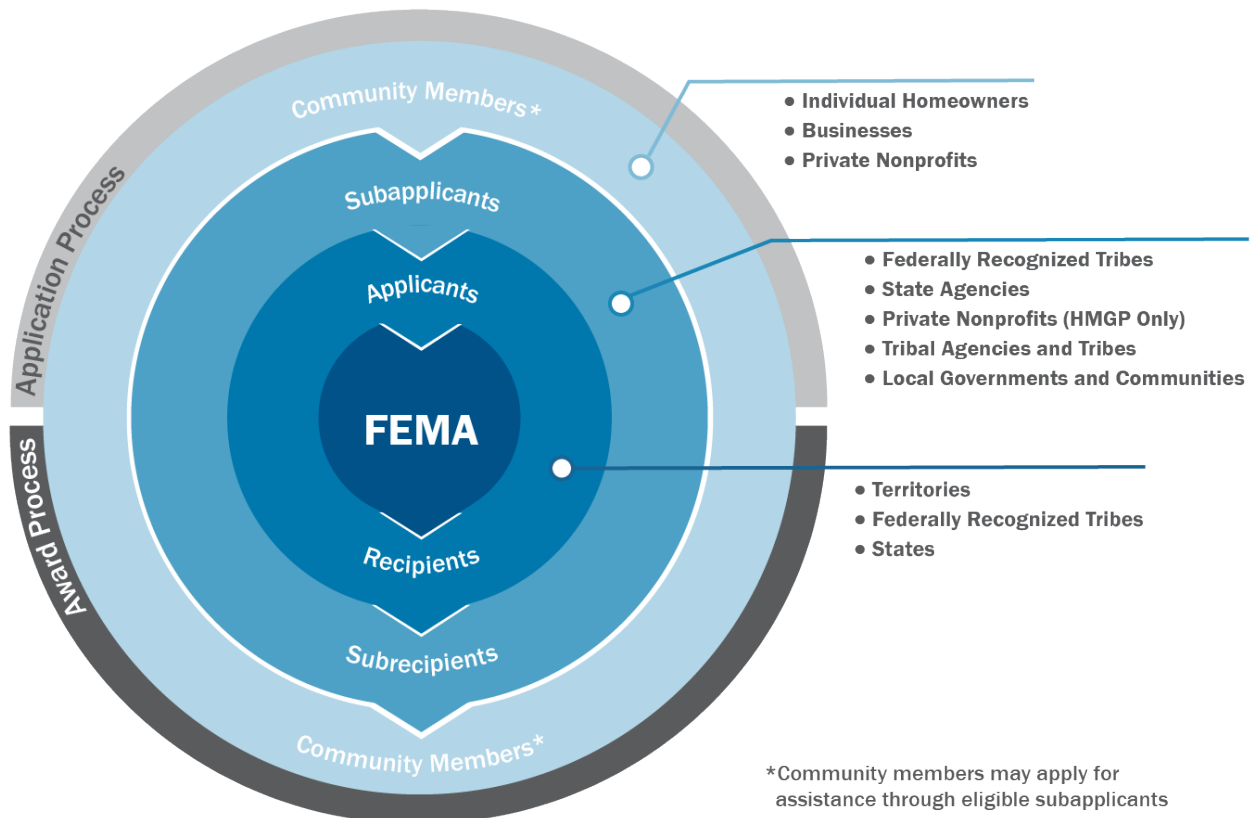 Community Members*
Subapplicants
Applicants
FEMA
Recipients
Subrecipients
Community Members*
Application Process
Award Process
● Individual Homeowners
● Businesses
● Private Nonprofits
● Federally Recognized Tribes
● State Agencies
● Private Nonprofits (HMGP Only)
● Tribal Agencies and Tribes
● Local Governments and Communities
● Territories
● Federally Recognized Tribes
● States
*Community members may apply for
assistance through eligible subapplicants